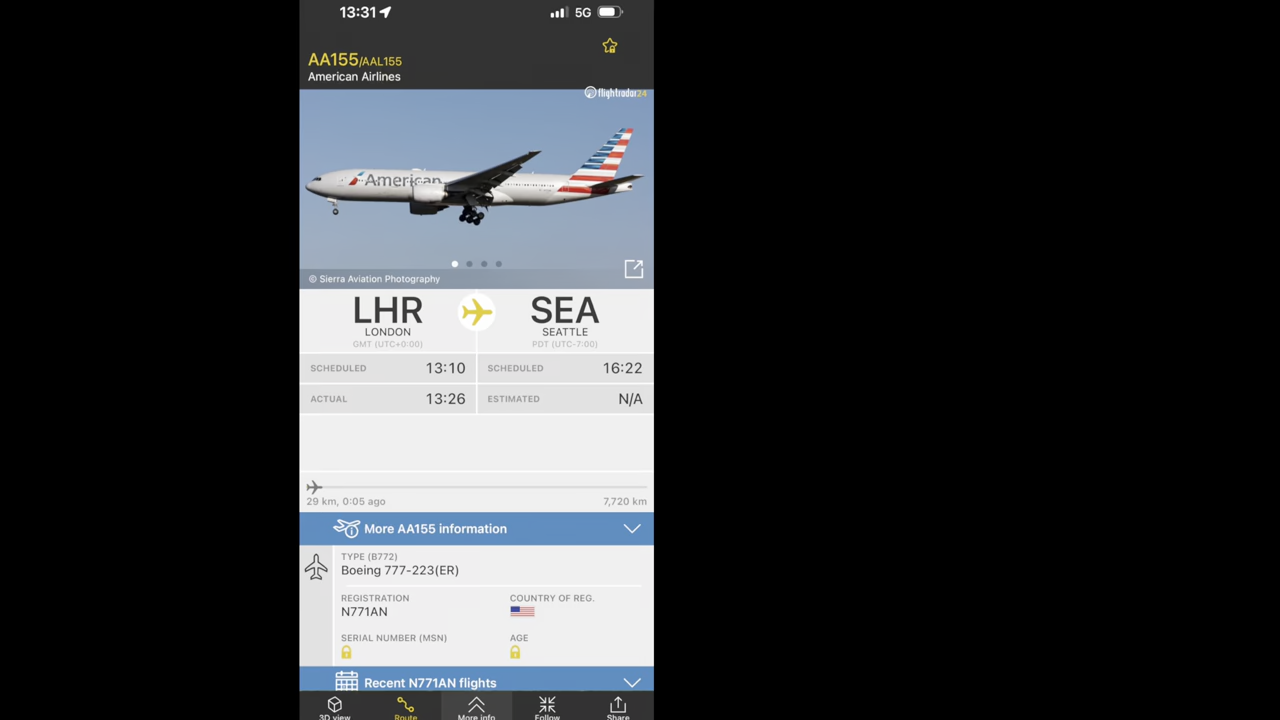 13:31
5G
AA155/AAL155
American Airlines
flightradar24
American
© Sierra Aviation Photography
LHR
LONDON
GMT (UTC+0:00)
SEA
SEATTLE
PDT (UTC-7:00)
SCHEDULED 13:10
SCHEDULED 16:22
ACTUAL 13:26
ESTIMATED N/A
29 km, 0:05 ago
7,720 km
More AA155 information
TYPE (B772)
Boeing 777-223(ER)
REGISTRATION
N771AN
COUNTRY OF REG.
SERIAL NUMBER (MSN)
AGE
Recent N771AN flights
3D view
Route
More info
Follow
Share